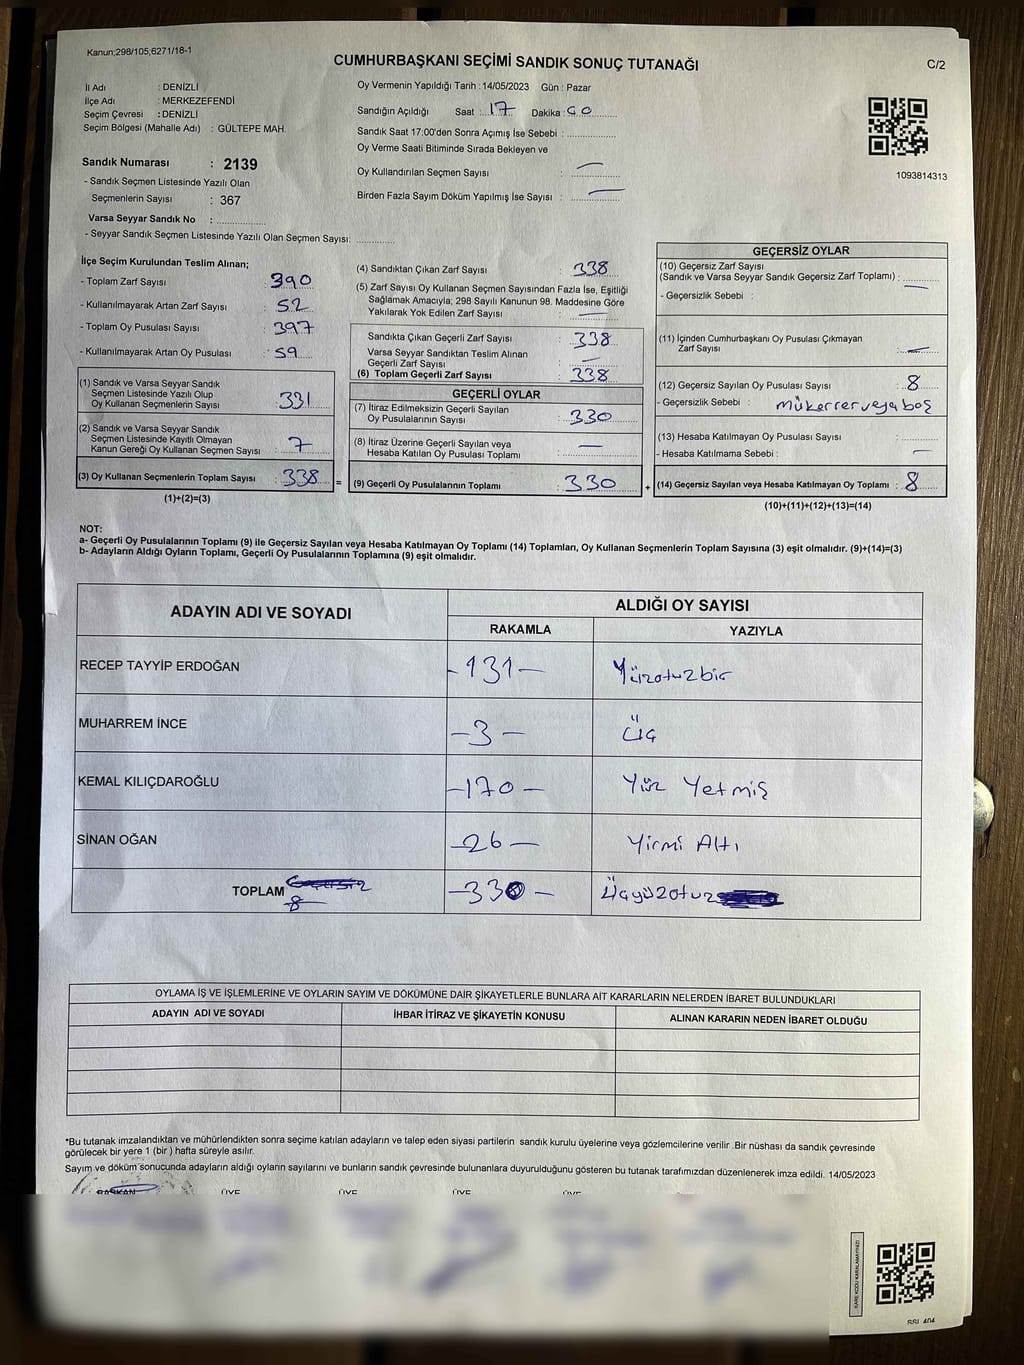 Kanun;298/105,6271/18-1
CUMHURBAŞKANI SEÇİMİ SANDIK SONUÇ TUTANAĞI
C/2
İl Adı : DENİZLİ
İlçe Adı : MERKEZEFENDİ
Seçim Çevresi : DENİZLİ
Seçim Bölgesi (Mahalle Adı) : GÜLTEPE MAH.
Sandık Numarası : 2139
- Sandık Seçmen Listesinde Yazılı Olan
Seçmenlerin Sayısı : 367
Varsa Seyyar Sandık No :
- Seyyar Sandık Seçmen Listesinde Yazılı Olan Seçmen Sayısı:
Oy Vermenin Yapıldığı Tarih : 14/05/2023 Gün : Pazar
Sandığın Açıldığı Saat : 17 Dakika : 00
Sandık Saat 17:00'den Sonra Açımış İse Sebebi :
Oy Verme Saati Bitiminde Sırada Bekleyen ve
Oy Kullandırılan Seçmen Sayısı : —
Birden Fazla Sayım Döküm Yapılmış İse Sayısı : —
1093814313
İlçe Seçim Kurulundan Teslim Alınan;
- Toplam Zarf Sayısı : 390
- Kullanılmayarak Artan Zarf Sayısı : 52
- Toplam Oy Pusulası Sayısı : 397
- Kullanılmayarak Artan Oy Pusulası : 59
(1) Sandık ve Varsa Seyyar Sandık
Seçmen Listesinde Yazılı Olup
Oy Kullanan Seçmenlerin Sayısı : 331
(2) Sandık ve Varsa Seyyar Sandık
Seçmen Listesinde Kayıtlı Olmayan
Kanun Gereği Oy Kullanan Seçmen Sayısı : 7
(3) Oy Kullanan Seçmenlerin Toplam Sayısı : 338 =
(1)+(2)=(3)
(4) Sandıktan Çıkan Zarf Sayısı : 338
(5) Zarf Sayısı Oy Kullanan Seçmen Sayısından Fazla İse, Eşitliği
Sağlamak Amacıyla; 298 Sayılı Kanunun 98. Maddesine Göre
Yakılarak Yok Edilen Zarf Sayısı : —
Sandıkta Çıkan Geçerli Zarf Sayısı : 338
Varsa Seyyar Sandıktan Teslim Alınan
Geçerli Zarf Sayısı : —
(6) Toplam Geçerli Zarf Sayısı : 338
GEÇERLİ OYLAR
(7) İtiraz Edilmeksizin Geçerli Sayılan
Oy Pusulalarının Sayısı : 330
(8) İtiraz Üzerine Geçerli Sayılan veya
Hesaba Katılan Oy Pusulası Toplamı : —
(9) Geçerli Oy Pusulalarının Toplamı : 330 +
GEÇERSİZ OYLAR
(10) Geçersiz Zarf Sayısı
(Sandık ve Varsa Seyyar Sandık Geçersiz Zarf Toplamı) : —
- Geçersizlik Sebebi :
(11) İçinden Cumhurbaşkanı Oy Pusulası Çıkmayan
Zarf Sayısı : —
(12) Geçersiz Sayılan Oy Pusulası Sayısı : 8
- Geçersizlik Sebebi : mükerrer veya boş
(13) Hesaba Katılmayan Oy Pusulası Sayısı :
- Hesaba Katılmama Sebebi : —
(14) Geçersiz Sayılan veya Hesaba Katılmayan Oy Toplamı : 8
(10)+(11)+(12)+(13)=(14)
NOT:
a- Geçerli Oy Pusulalarının Toplamı (9) ile Geçersiz Sayılan veya Hesaba Katılmayan Oy Toplamı (14) Toplamları, Oy Kullanan Seçmenlerin Toplam Sayısına (3) eşit olmalıdır. (9)+(14)=(3)
b- Adayların Aldığı Oyların Toplamı, Geçerli Oy Pusulalarının Toplamına (9) eşit olmalıdır.
ADAYIN ADI VE SOYADI
ALDIĞI OY SAYISI
RAKAMLA YAZIYLA
RECEP TAYYİP ERDOĞAN -131- Yüzotuzbir
MUHARREM İNCE -3- Üç
KEMAL KILIÇDAROĞLU -170- Yüz Yetmiş
SİNAN OĞAN -26- Yirmi Altı
TOPLAM -330- Üçyüzotuz
OYLAMA İŞ VE İŞLEMLERİNE VE OYLARIN SAYIM VE DÖKÜMÜNE DAİR ŞİKAYETLERLE BUNLARA AİT KARARLARIN NELERDEN İBARET BULUNDUKLARI
ADAYIN ADI VE SOYADI İHBAR İTİRAZ VE ŞİKAYETİN KONUSU ALINAN KARARIN NEDEN İBARET OLDUĞU
*Bu tutanak imzalandıktan ve mühürlendikten sonra seçime katılan adayların ve talep eden siyasi partilerin sandık kurulu üyelerine veya gözlemcilerine verilir .Bir nüshası da sandık çevresinde
görülecek bir yere 1 (bir ) hafta süreyle asılır.
Sayım ve döküm sonucunda adayların aldığı oyların sayılarını ve bunların sandık çevresinde bulunanlara duyurulduğunu gösteren bu tutanak tarafımızdan düzenlenerek imza edildi. 14/05/2023
BAŞKAN ÜYE ÜYE ÜYE ÜYE
KARE KODU KARALAMAYINIZ!